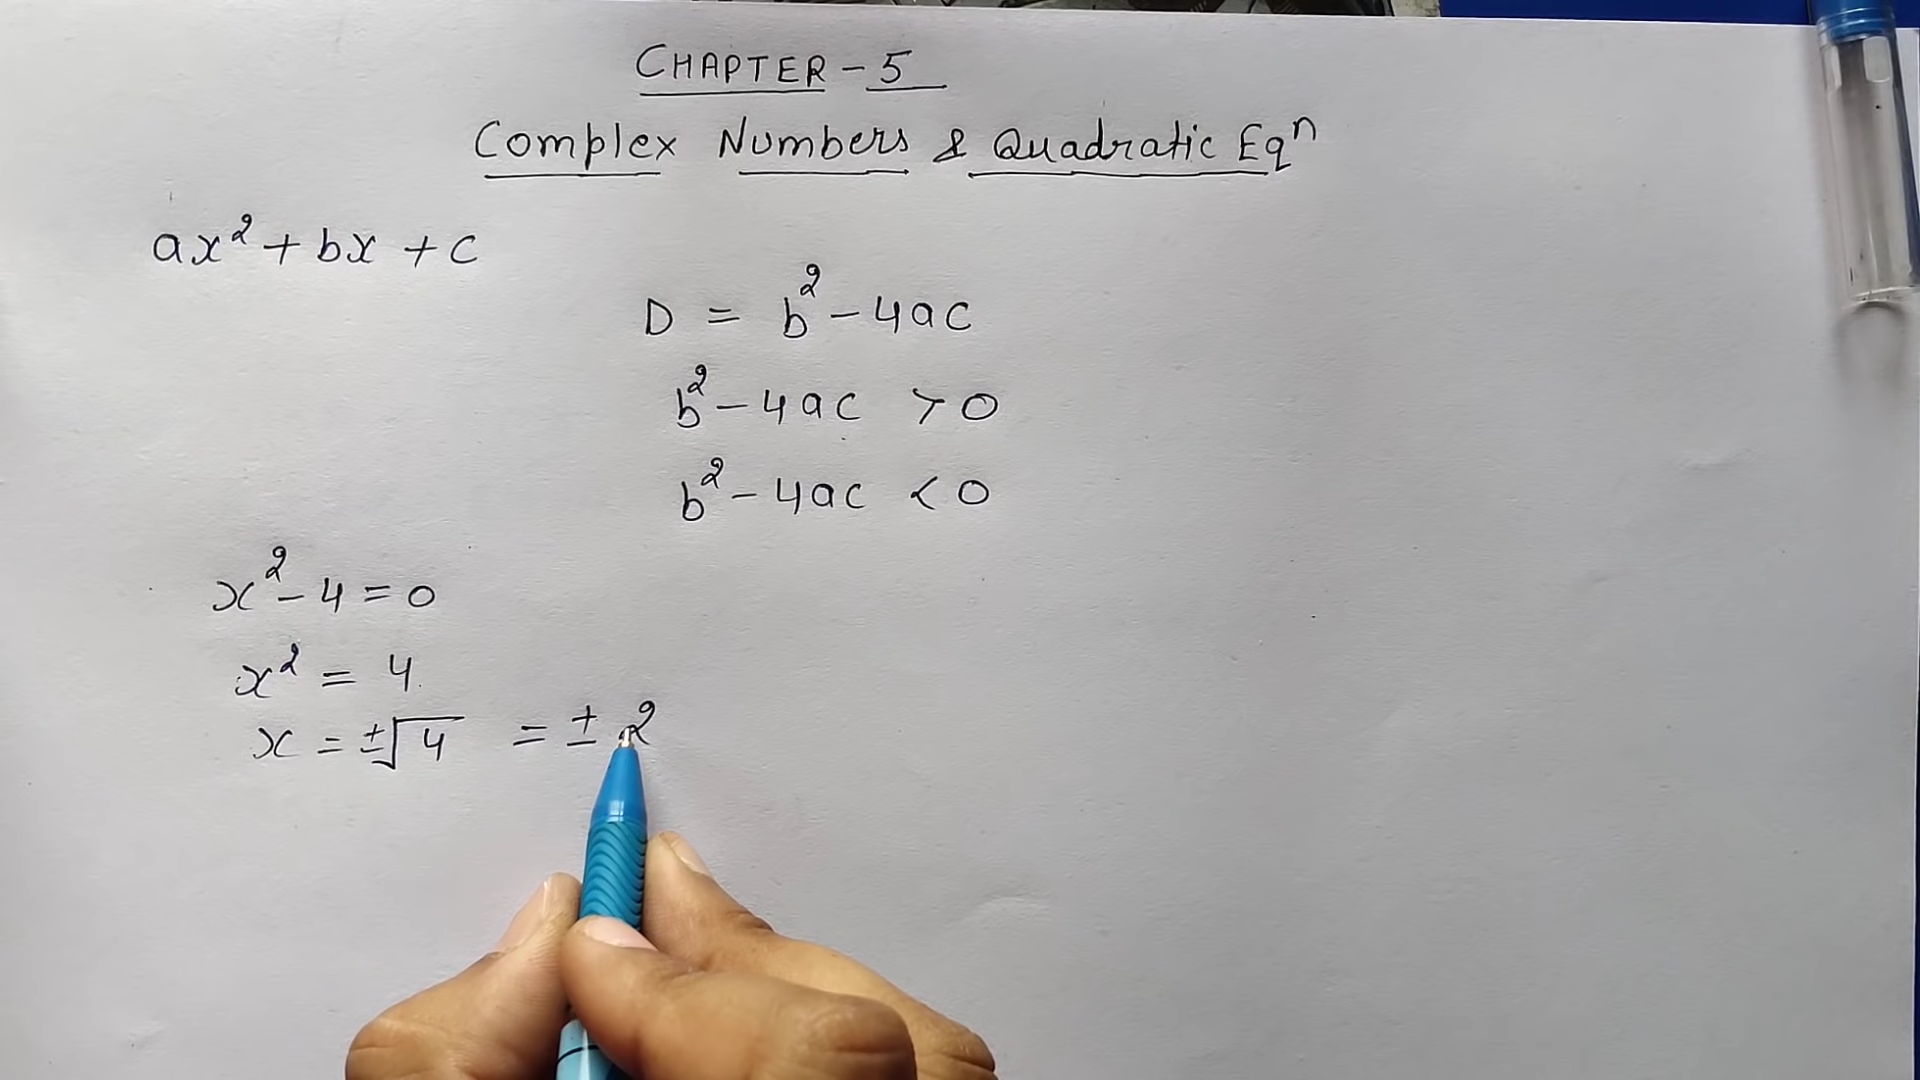 CHAPTER - 5
Complex Numbers & Quadratic Eqⁿ
ax² + bx + c
D = b² - 4ac
b² - 4ac > 0
b² - 4ac < 0
x² - 4 = 0
x² = 4
x = ±√4 = ± 2